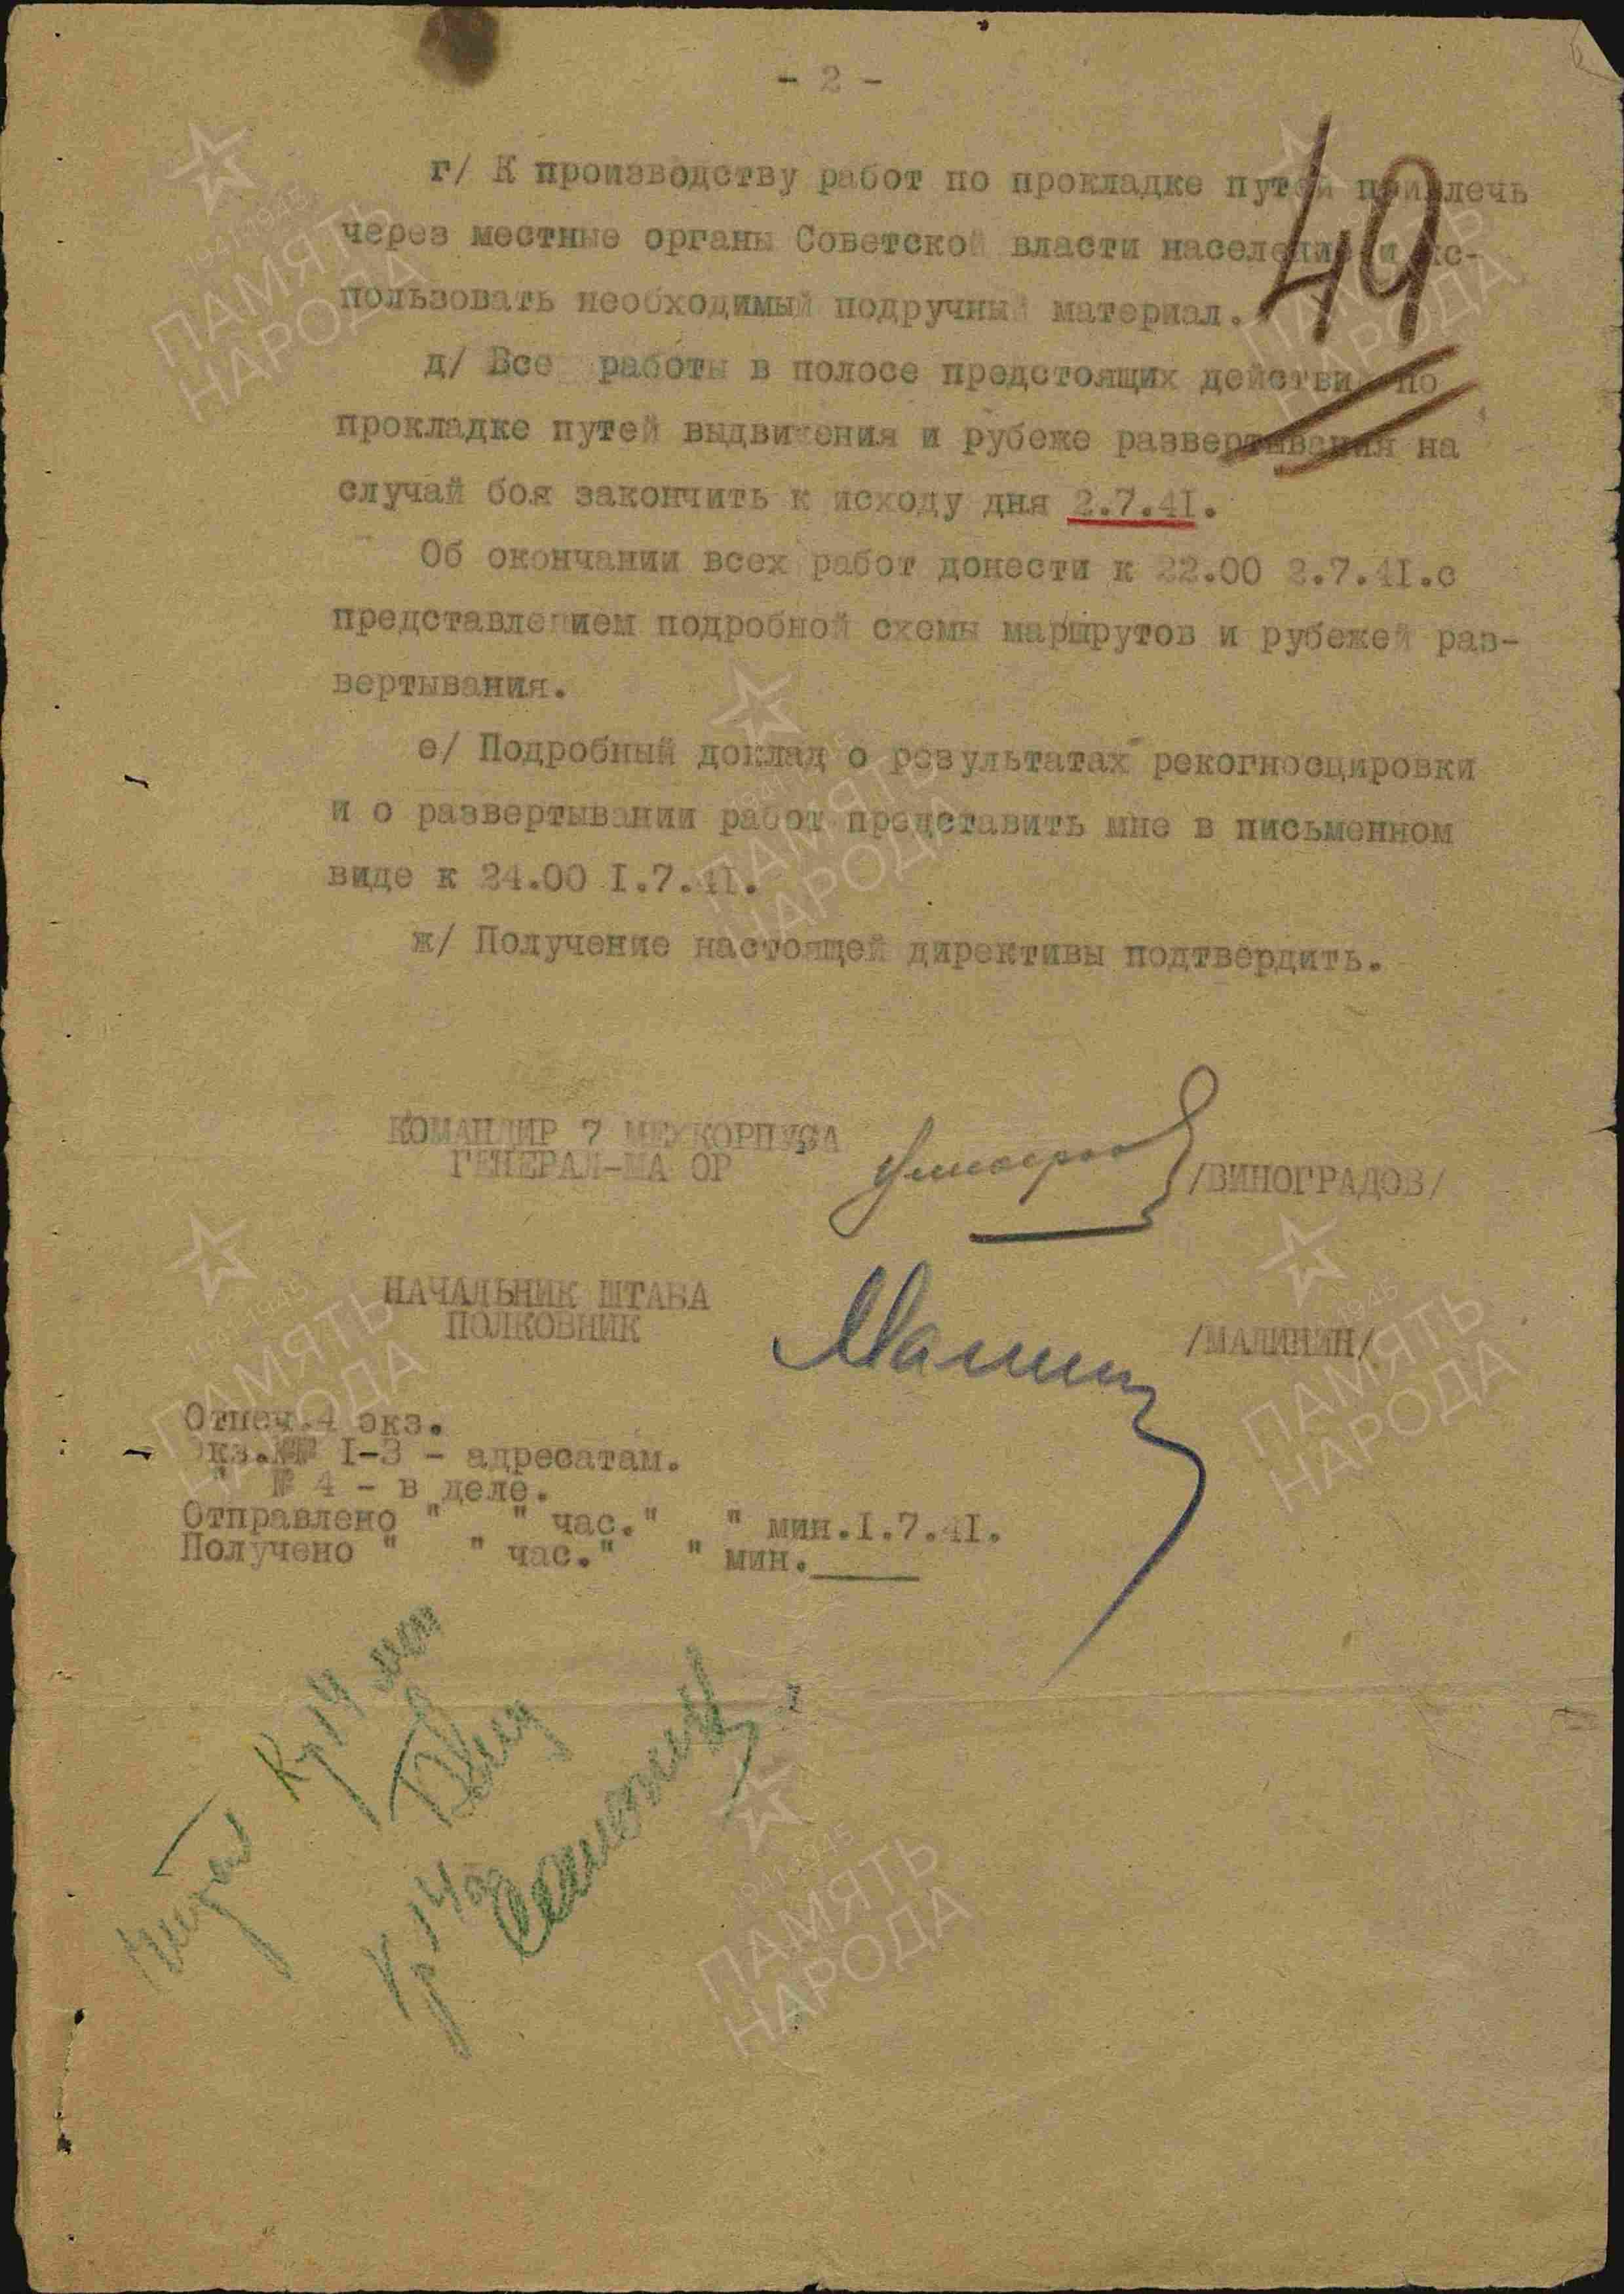 - 2 -
49
г/ К производству работ по прокладке путей привлечь
через местные органы Советской власти население и ис-
пользовать необходимый подручный материал.
д/ Все работы в полосе предстоящих действий по
прокладке путей выдвижения и рубеже развертывания на
случай боя закончить к исходу дня 2.7.41.
Об окончании всех работ донести к 22.00 2.7.41.с
представлением подробной схемы маршрутов и рубежей раз-
вертывания.
е/ Подробный доклад о результатах рекогносцировки
и о развертывании работ представить мне в письменном
виде к 24.00 1.7.41.
ж/ Получение настоящей директивы подтвердить.
КОМАНДИР 7 МЕХКОРПУСА
ГЕНЕРАЛ-МАЙОР
/ВИНОГРАДОВ/
НАЧАЛЬНИК ШТАБА
ПОЛКОВНИК
/МАЛИНИН/
Отпеч.4 экз.
Экз.№№ 1-3 - адресатам.
" № 4 - в деле.
Отправлено " " час." " мин.1.7.41.
Получено " " час." " мин.
1941-1945
ПАМЯТЬ
НАРОДА